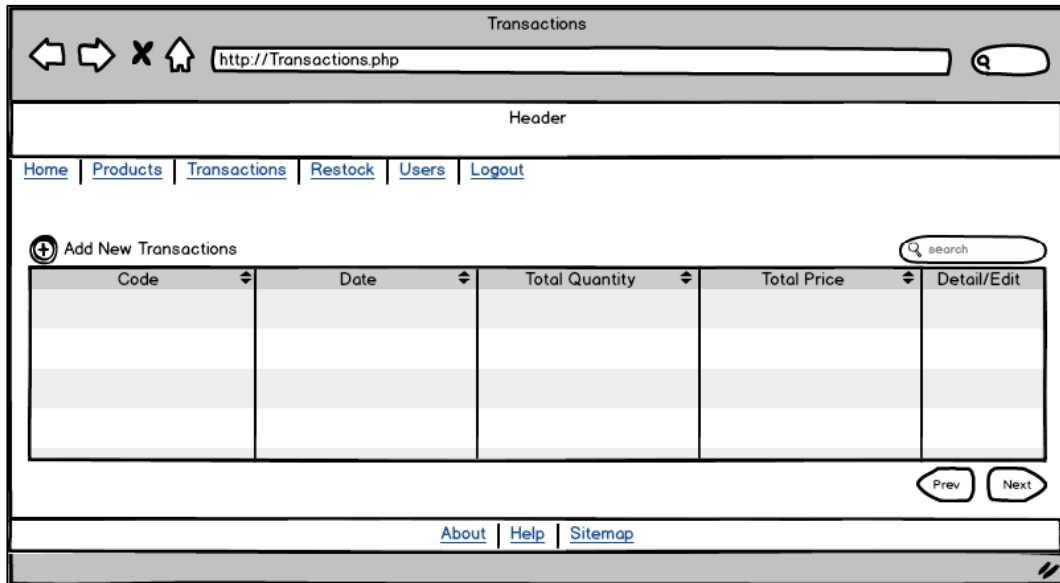 Transactions
http://Transactions.php
Header
Home Products Transactions Restock Users Logout
Add New Transactions search
Code Date Total Quantity Total Price Detail/Edit
Prev Next
About Help Sitemap